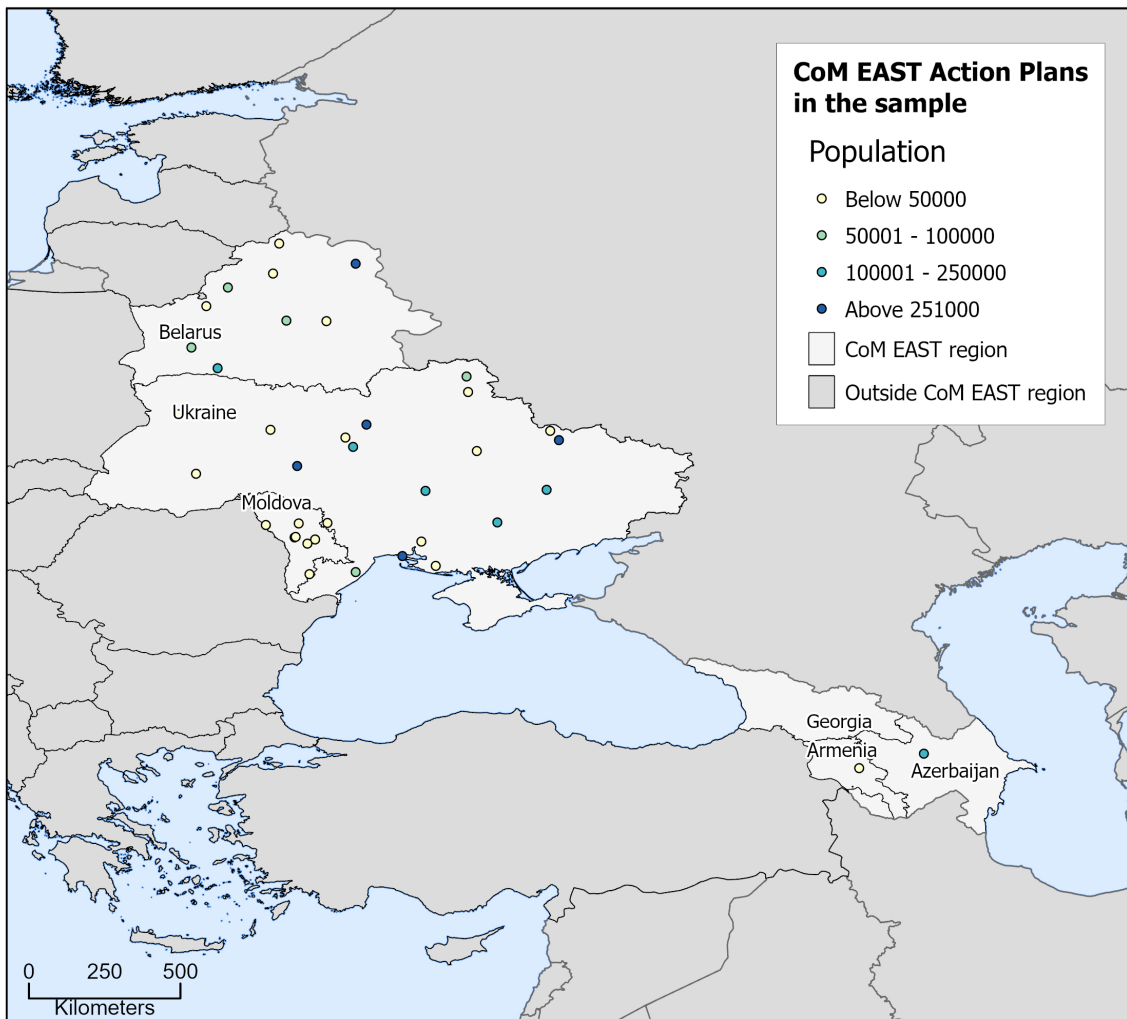 CoM EAST Action Plans
in the sample
Population
Below 50000
50001 - 100000
100001 - 250000
Above 251000
CoM EAST region
Outside CoM EAST region
Belarus
Ukraine
Moldova
Georgia
Armenia
Azerbaijan
0 250 500
Kilometers